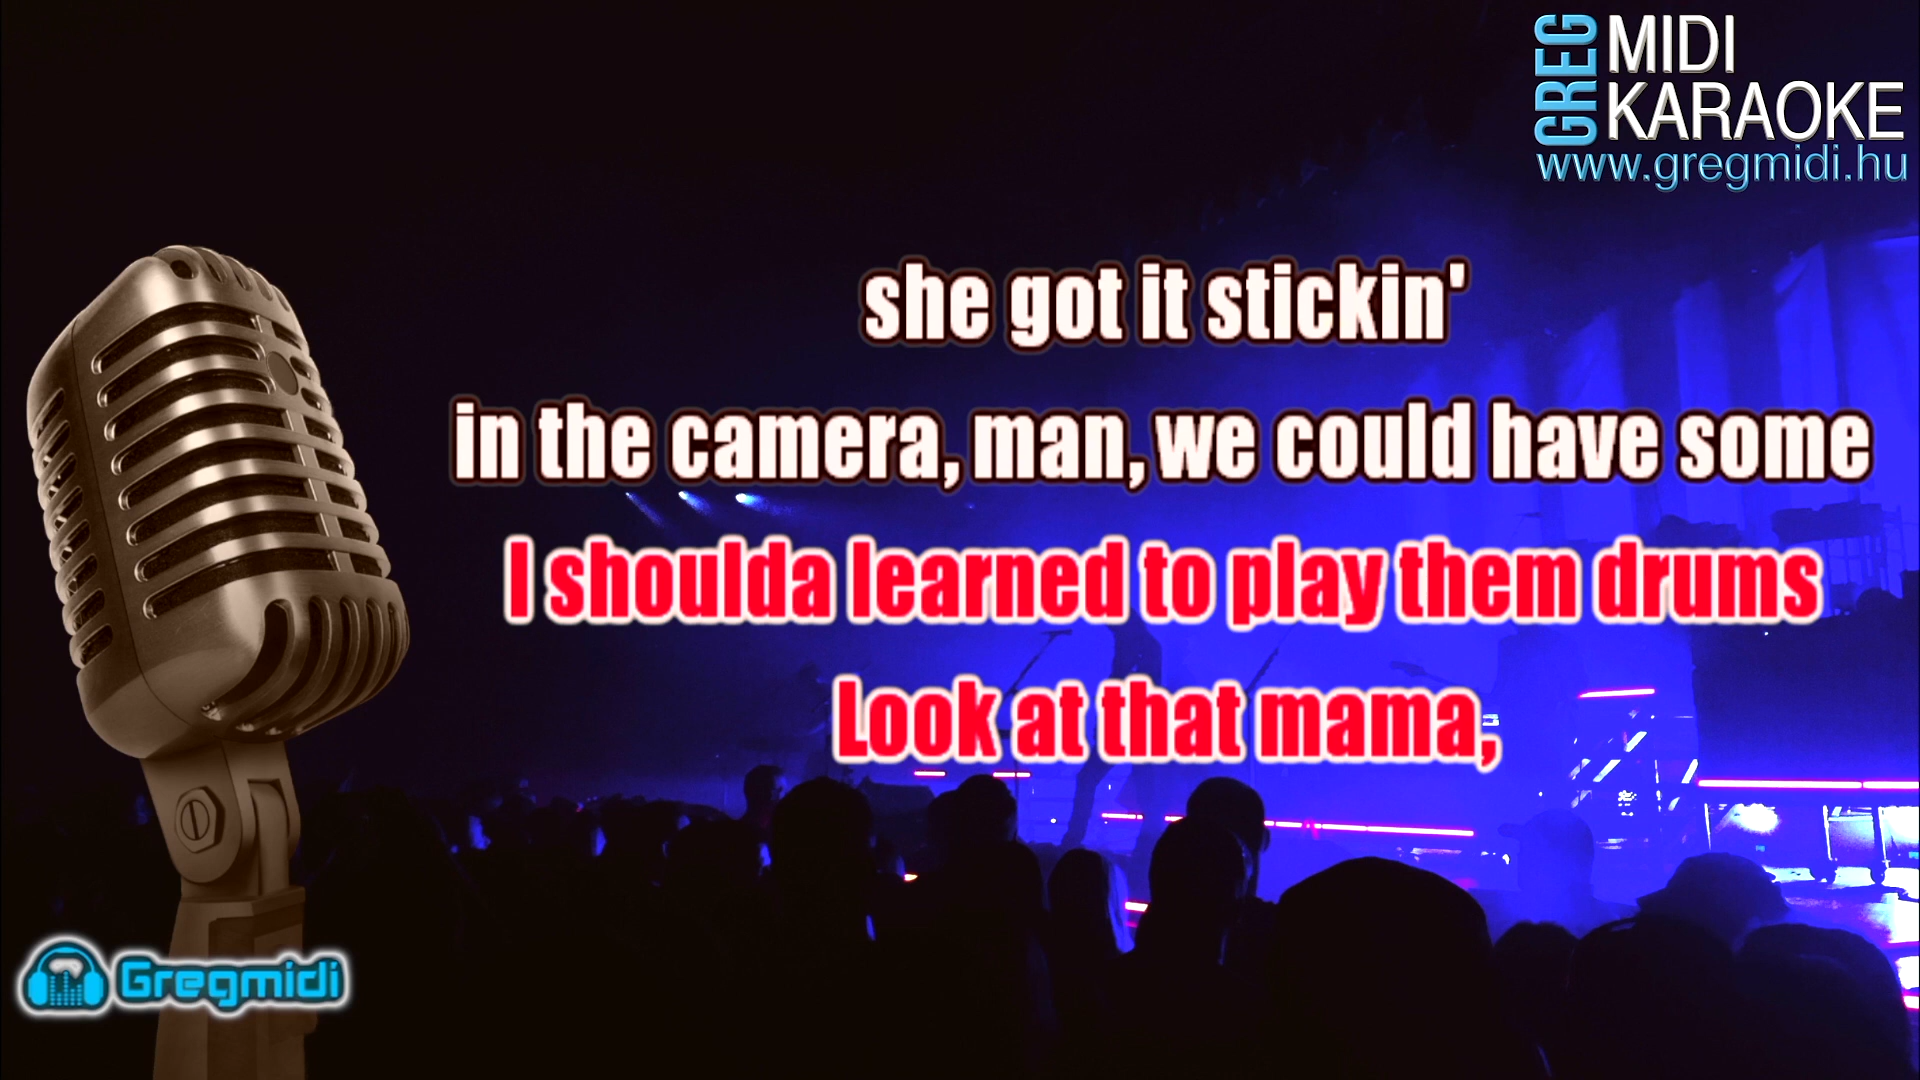 GREG MIDI
KARAOKE
www.gregmidi.hu
she got it stickin'
in the camera, man, we could have some
I shoulda learned to play them drums
Look at that mama,
Gregmidi